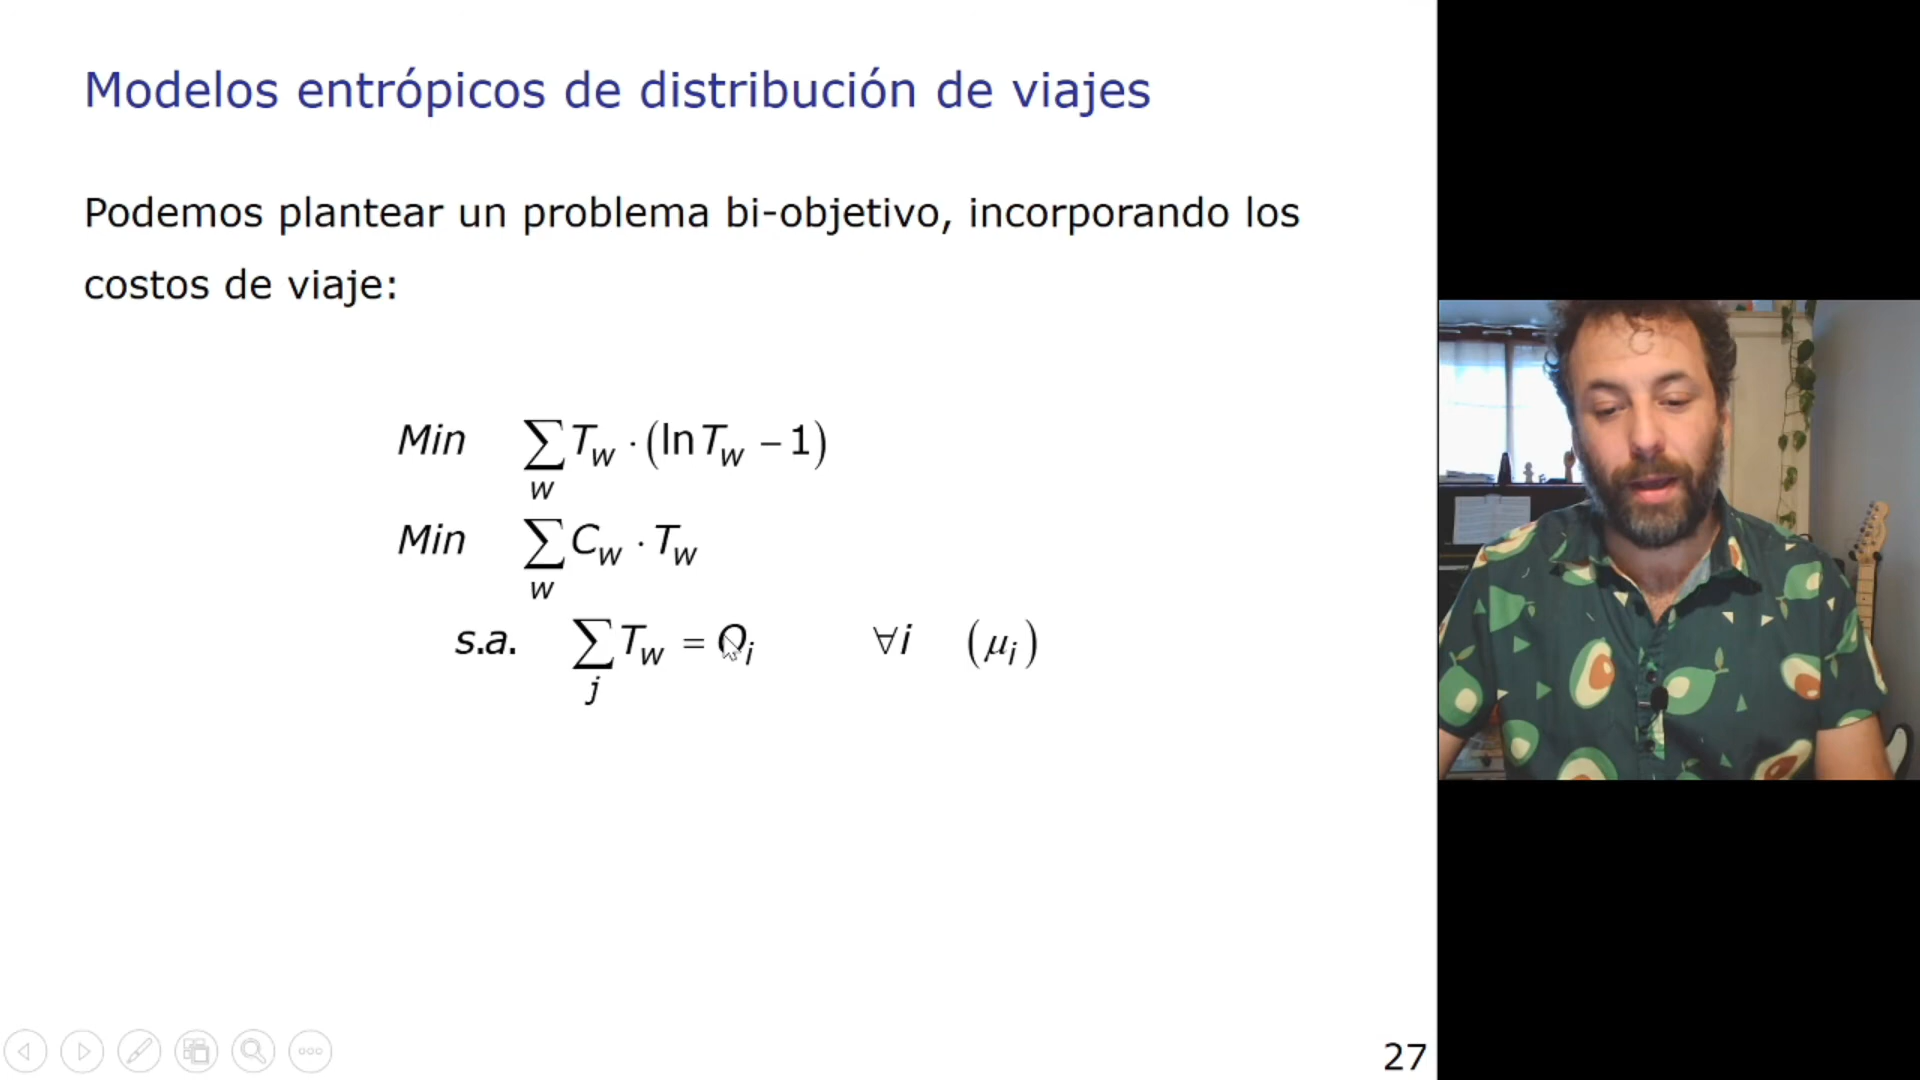 Modelos entrópicos de distribución de viajes
Podemos plantear un problema bi-objetivo, incorporando los
costos de viaje:
Min ∑_w T_w · (ln T_w − 1)
Min ∑_w C_w · T_w
s.a. ∑_j T_w = O_i ∀i (μ_i)
27